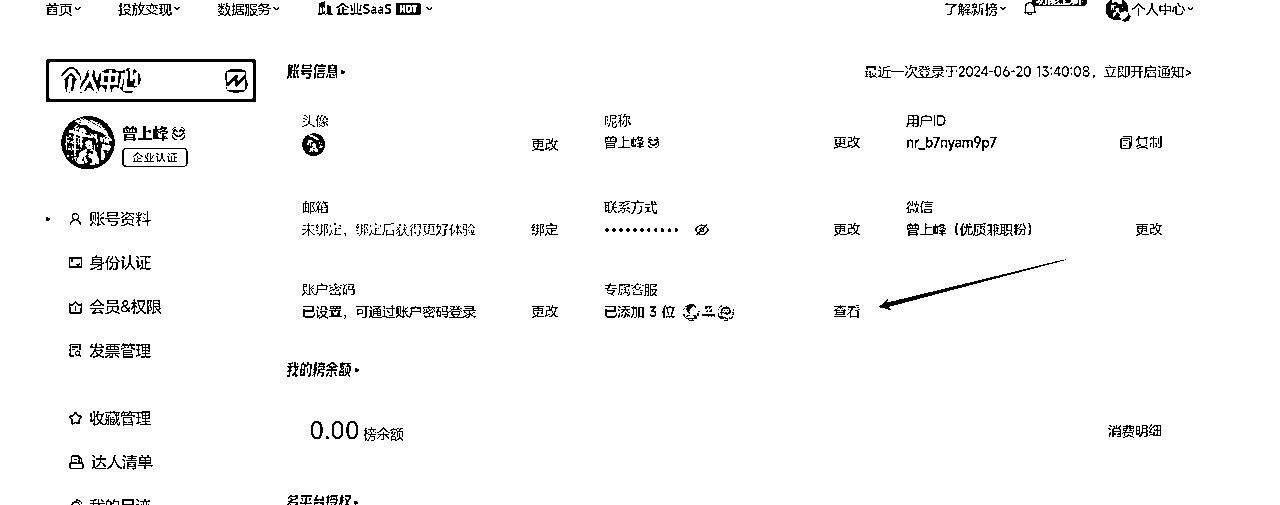 首页 投放变现 数据服务 企业SaaS HOT 了解新榜 个人中心
个人中心
曾上峰
企业认证
账号资料
身份认证
会员&权限
发票管理
收藏管理
达人清单
账号信息 最近一次登录于2024-06-20 13:40:08，立即开启通知>
头像 更改
昵称
曾上峰 更改
用户ID
nr_b7nyam9p7 复制
邮箱
未绑定，绑定后获得更好体验 绑定
联系方式
••••••••••• 更改
微信
曾上峰（优质兼职粉） 更改
账户密码
已设置，可通过账户密码登录 更改
专属客服
已添加 3 位 查看
我的榜余额
0.00 榜余额 消费明细
多平台授权